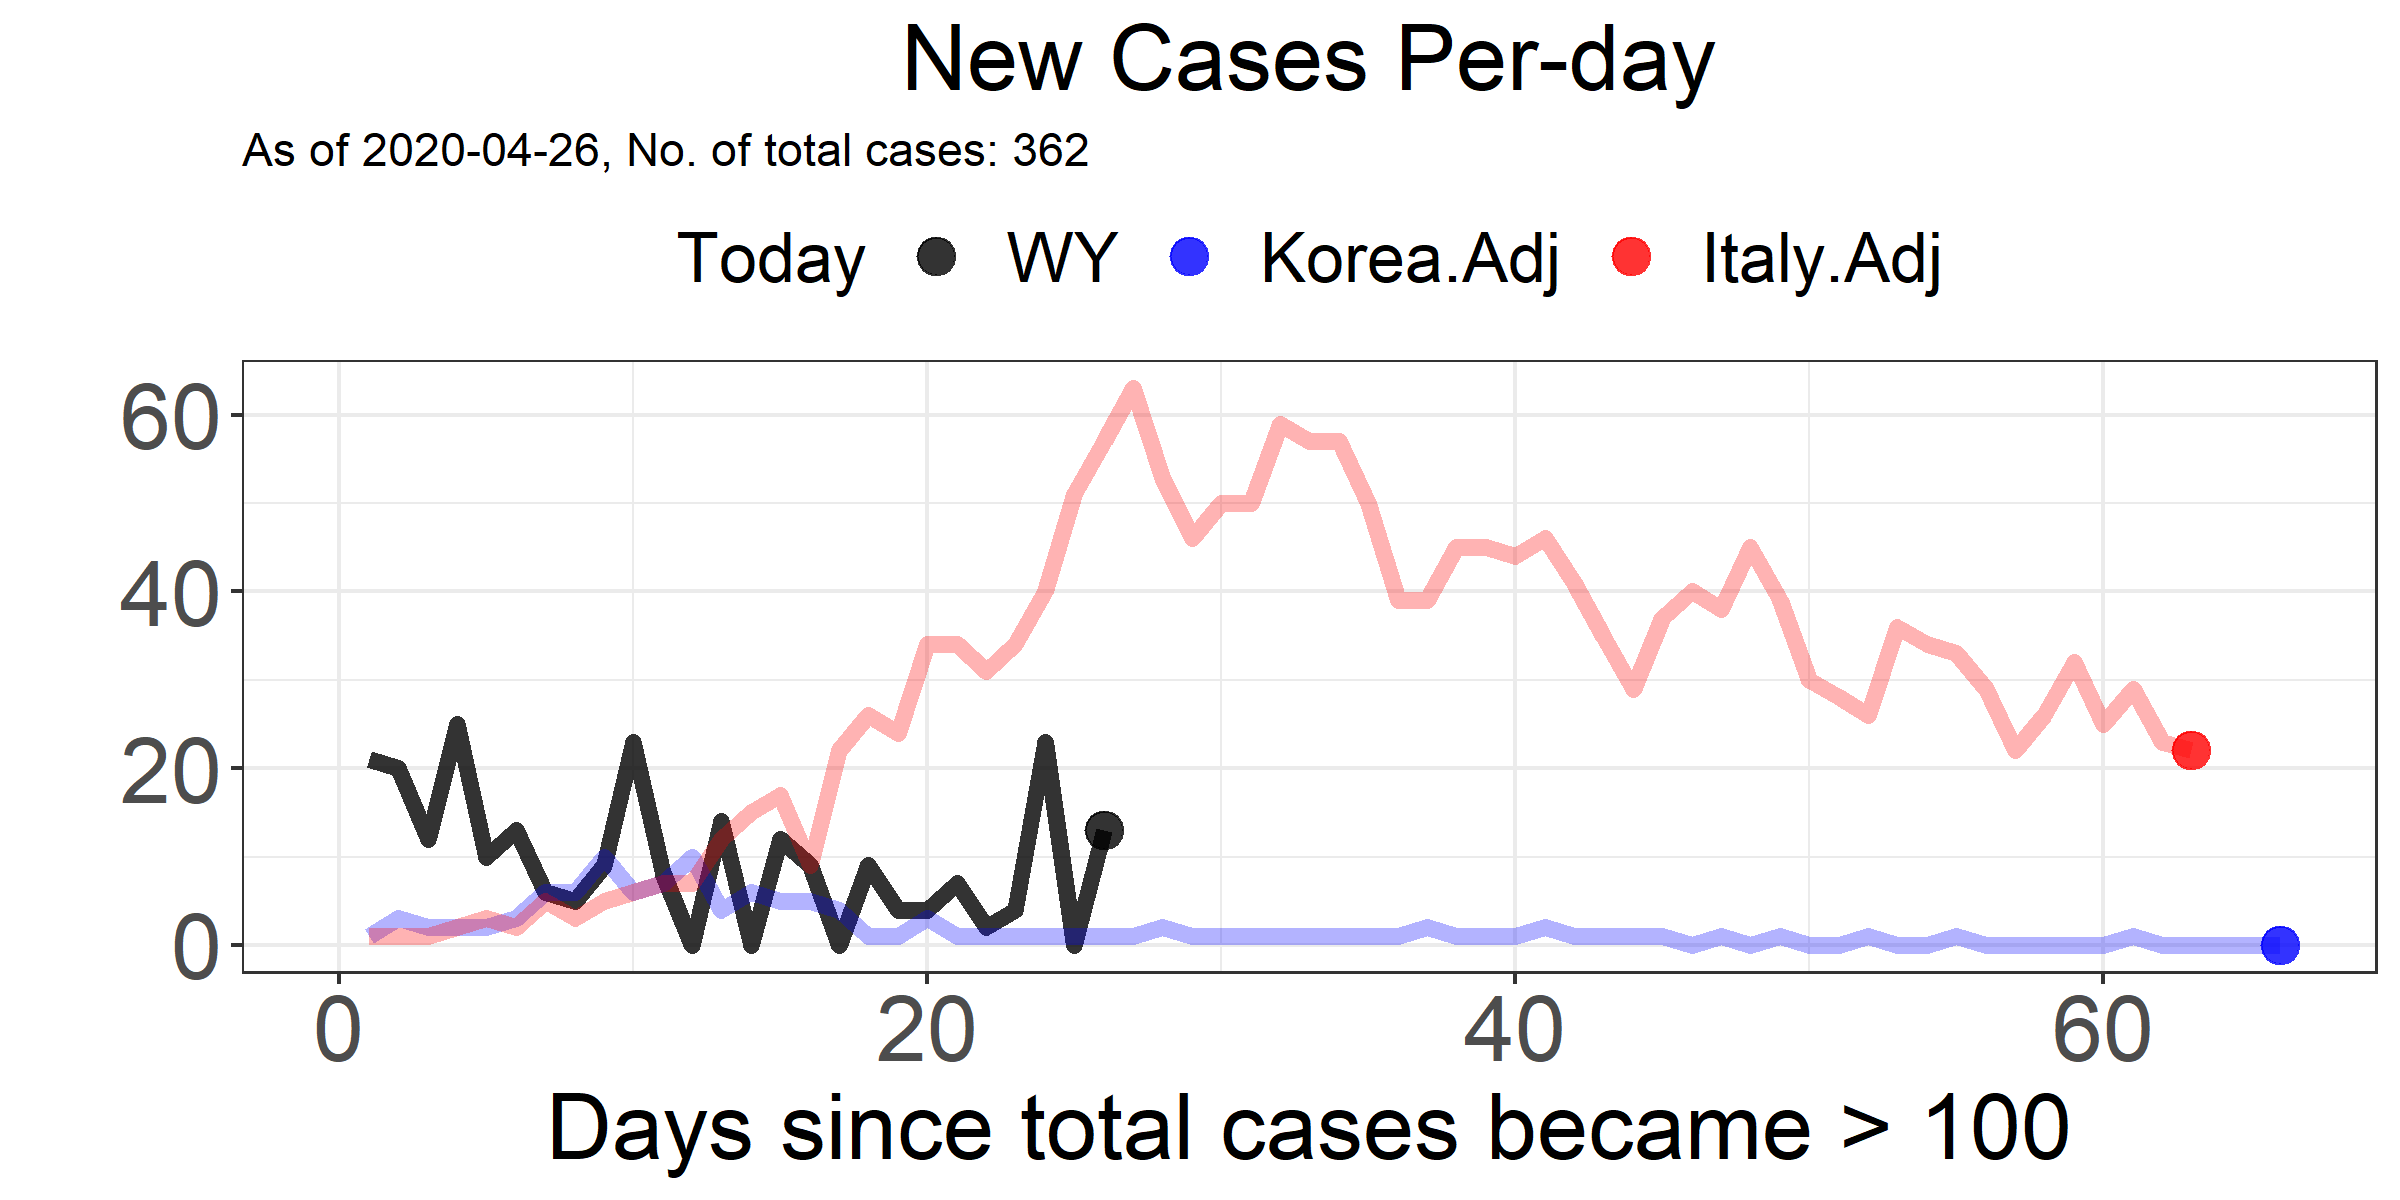 New Cases Per-day
As of 2020-04-26, No. of total cases: 362
Today WY Korea.Adj Italy.Adj
60
40
20
0
0 20 40 60
Days since total cases became > 100